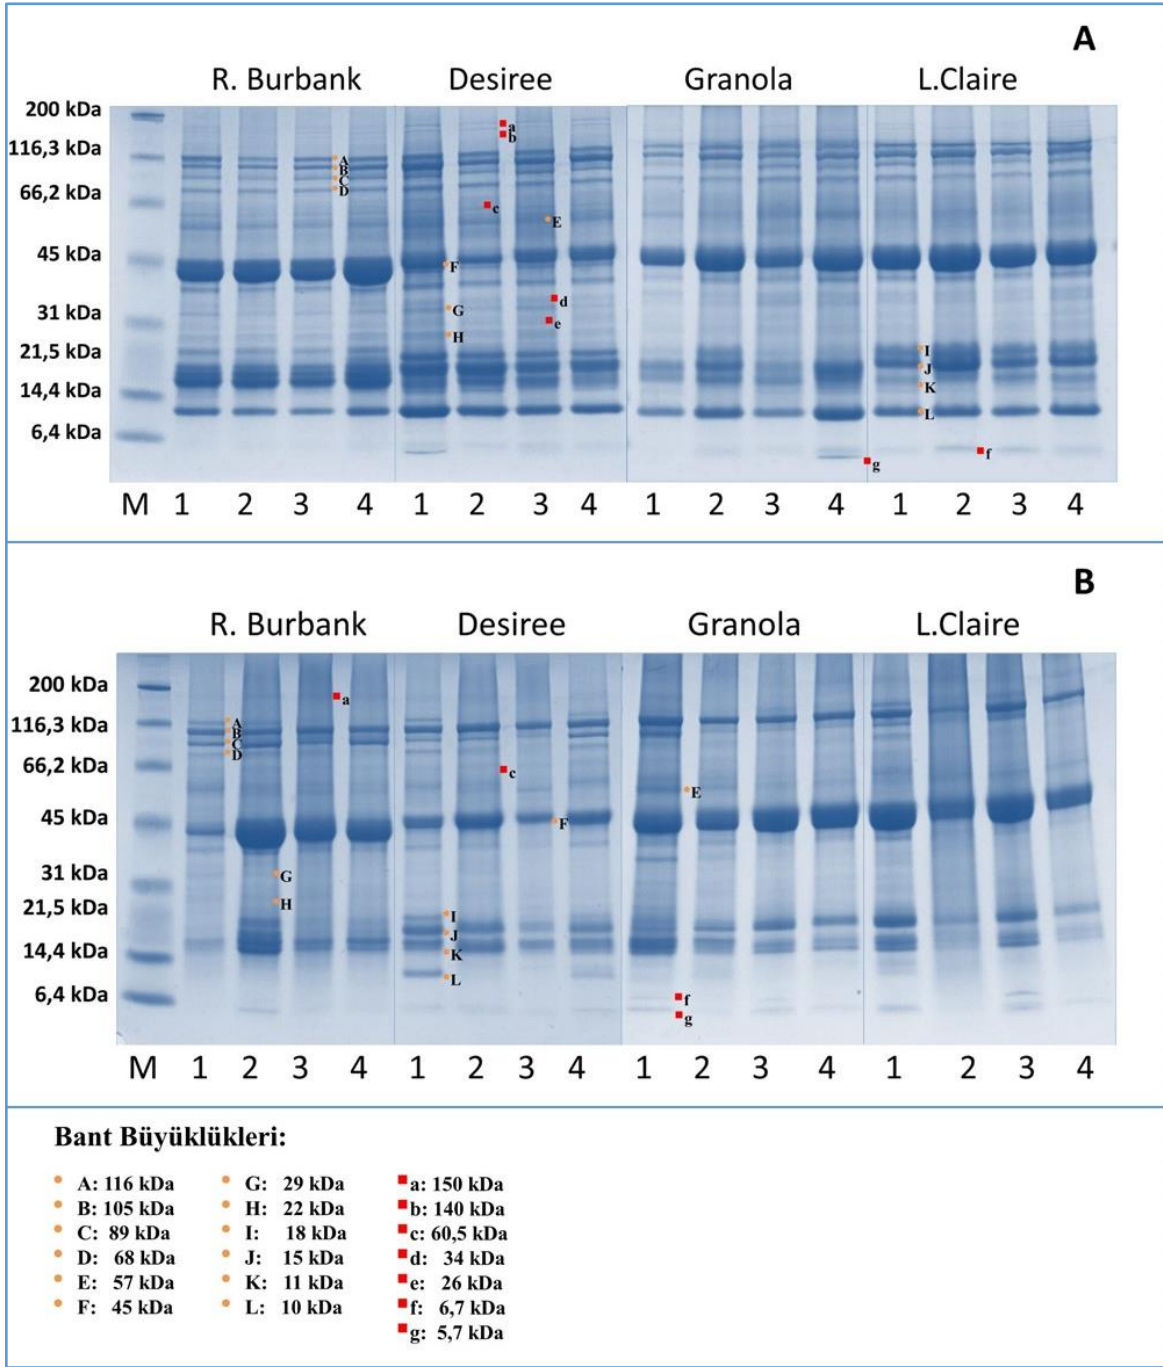 A
R. Burbank Desiree Granola L.Claire
200 kDa
116,3 kDa
66,2 kDa
45 kDa
31 kDa
21,5 kDa
14,4 kDa
6,4 kDa
a
b
A
B
C
D
c
E
F
d
G
e
H
I
J
K
L
f
g
M 1 2 3 4 1 2 3 4 1 2 3 4 1 2 3 4
B
R. Burbank Desiree Granola L.Claire
200 kDa
116,3 kDa
66,2 kDa
45 kDa
31 kDa
21,5 kDa
14,4 kDa
6,4 kDa
a
A
B
C
D
c
E
F
G
H
I
J
K
L
f
g
M 1 2 3 4 1 2 3 4 1 2 3 4 1 2 3 4
Bant Büyüklükleri:
A: 116 kDa G: 29 kDa a: 150 kDa
B: 105 kDa H: 22 kDa b: 140 kDa
C: 89 kDa I: 18 kDa c: 60,5 kDa
D: 68 kDa J: 15 kDa d: 34 kDa
E: 57 kDa K: 11 kDa e: 26 kDa
F: 45 kDa L: 10 kDa f: 6,7 kDa
g: 5,7 kDa